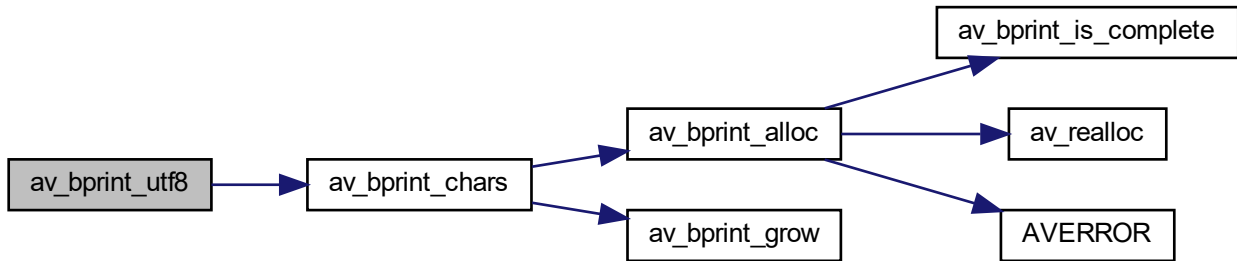 av_bprint_utf8
av_bprint_chars
av_bprint_alloc
av_bprint_grow
av_bprint_is_complete
av_realloc
AVERROR